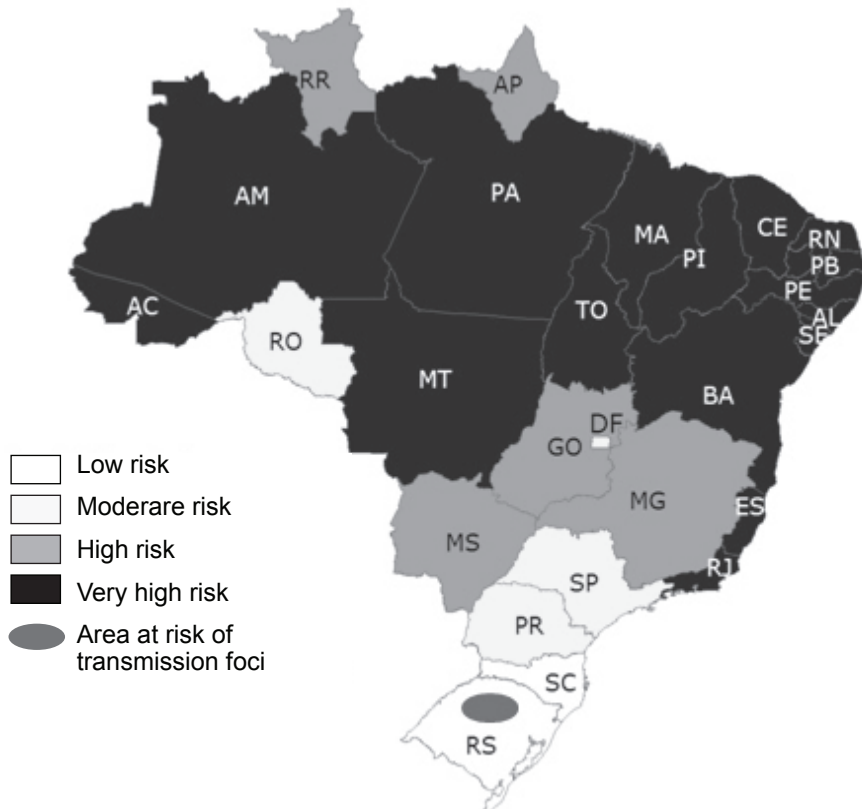 RR
AP
AM
PA
MA
CE
RN
PI
PB
PE
AC
TO
AL
SE
RO
MT
BA
DF
GO
MG
ES
MS
RJ
SP
PR
SC
RS
Low risk
Moderare risk
High risk
Very high risk
Area at risk of
transmission foci